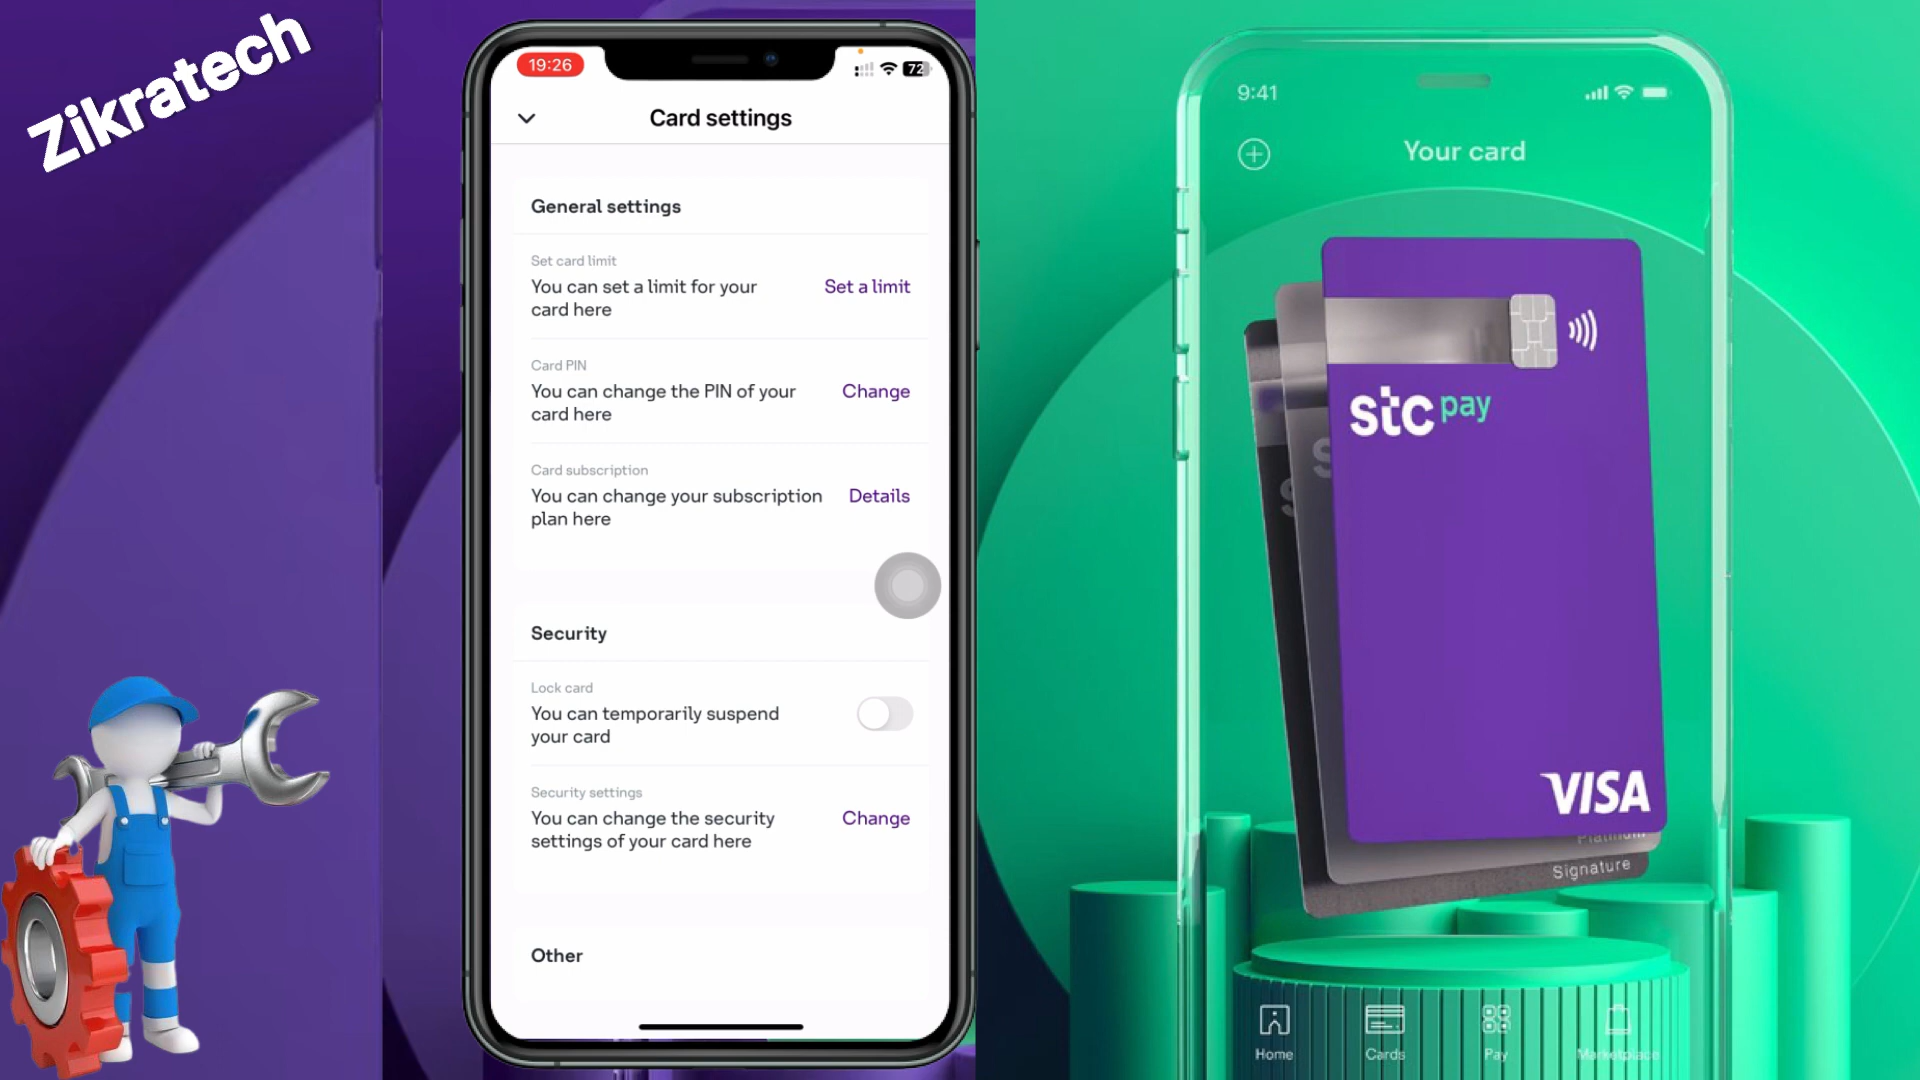 Zikratech
19:26
72
Card settings
General settings
Set card limit
You can set a limit for your
card here
Set a limit
Card PIN
You can change the PIN of your
card here
Change
Card subscription
You can change your subscription
plan here
Details
Security
Lock card
You can temporarily suspend
your card
Security settings
You can change the security
settings of your card here
Change
Other
9:41
Your card
stc pay
VISA
Platinum
Signature
Home
Cards
Pay
Marketplace